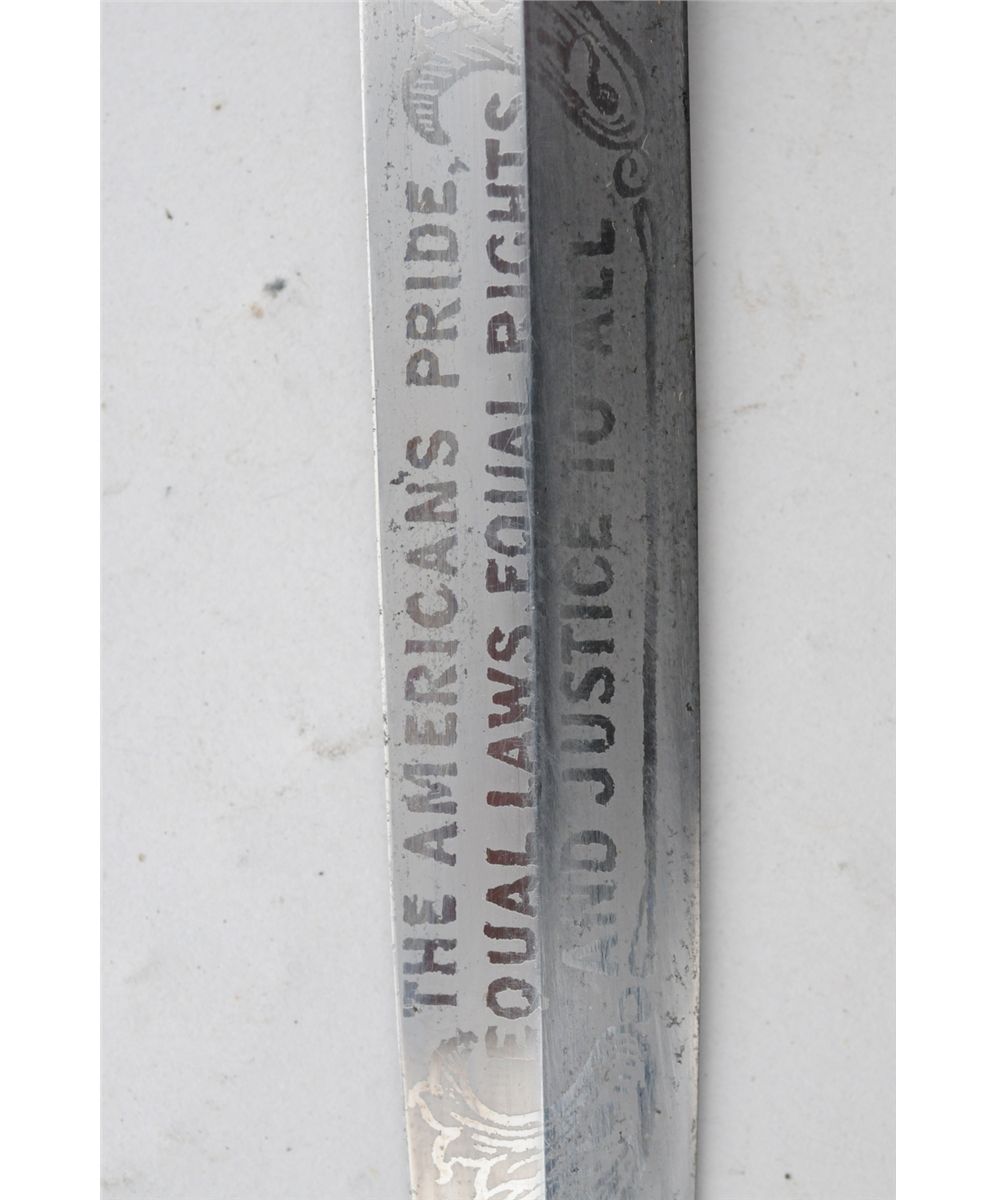 THE AMERICAN'S PRIDE,
EQUAL LAWS EQUAL RIGHTS
AND JUSTICE TO ALL